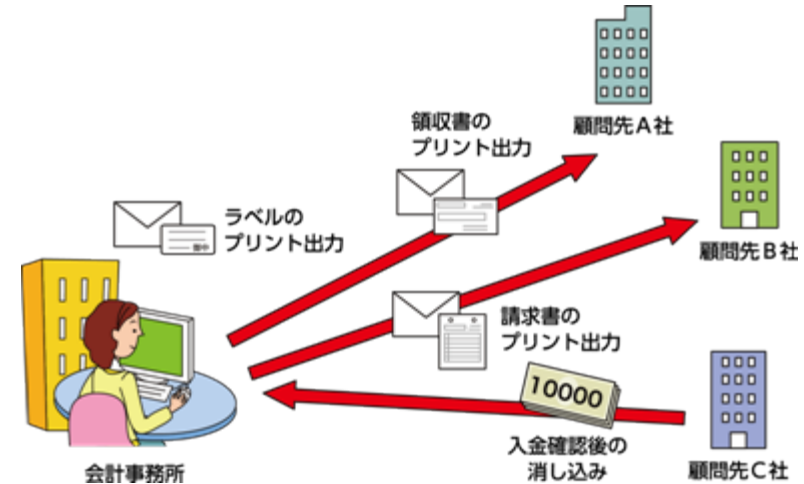 領収書の
プリント出力
顧問先A社
ラベルの
プリント出力
御中
顧問先B社
請求書の
プリント出力
10000
入金確認後の
消し込み
会計事務所
顧問先C社